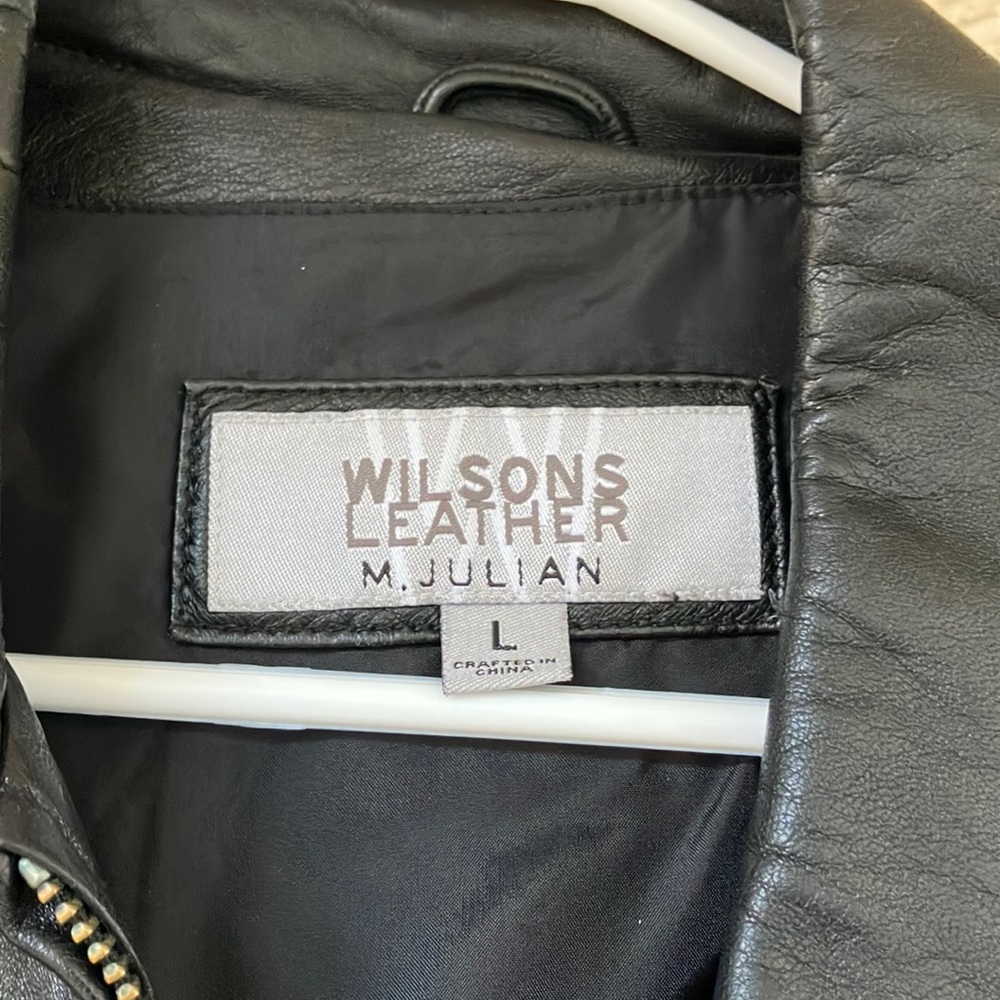 WILSONS
LEATHER
M. JULIAN
L
CRAFTED IN
CHINA